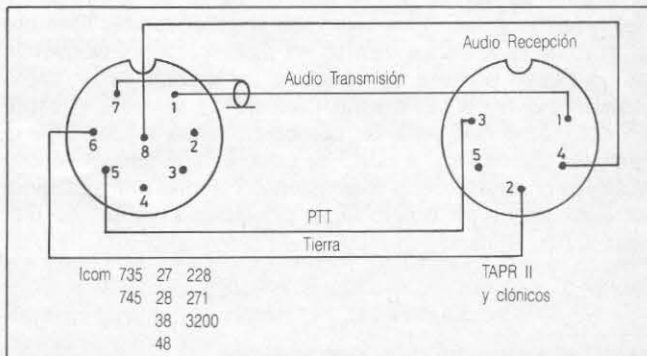 Audio Recepción
Audio Transmisión
7 1
6 8 2
5 3
4
3 1
5 4
2
PTT
Tierra
Icom 735 27 228
745 28 271
38 3200
48
TAPR II
y clónicos